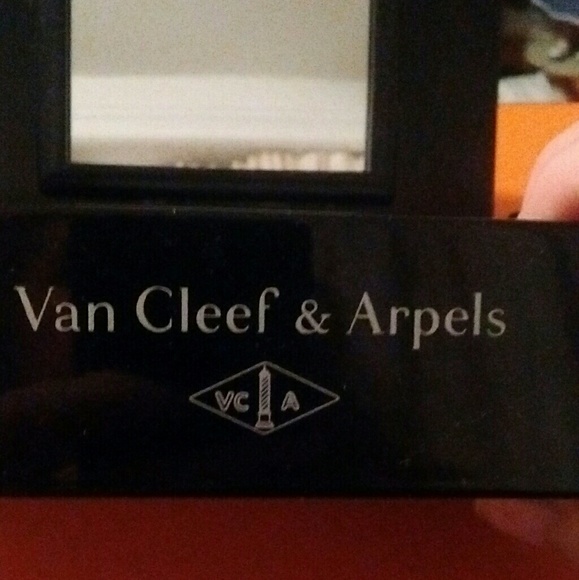 Van Cleef & Arpels
VC A